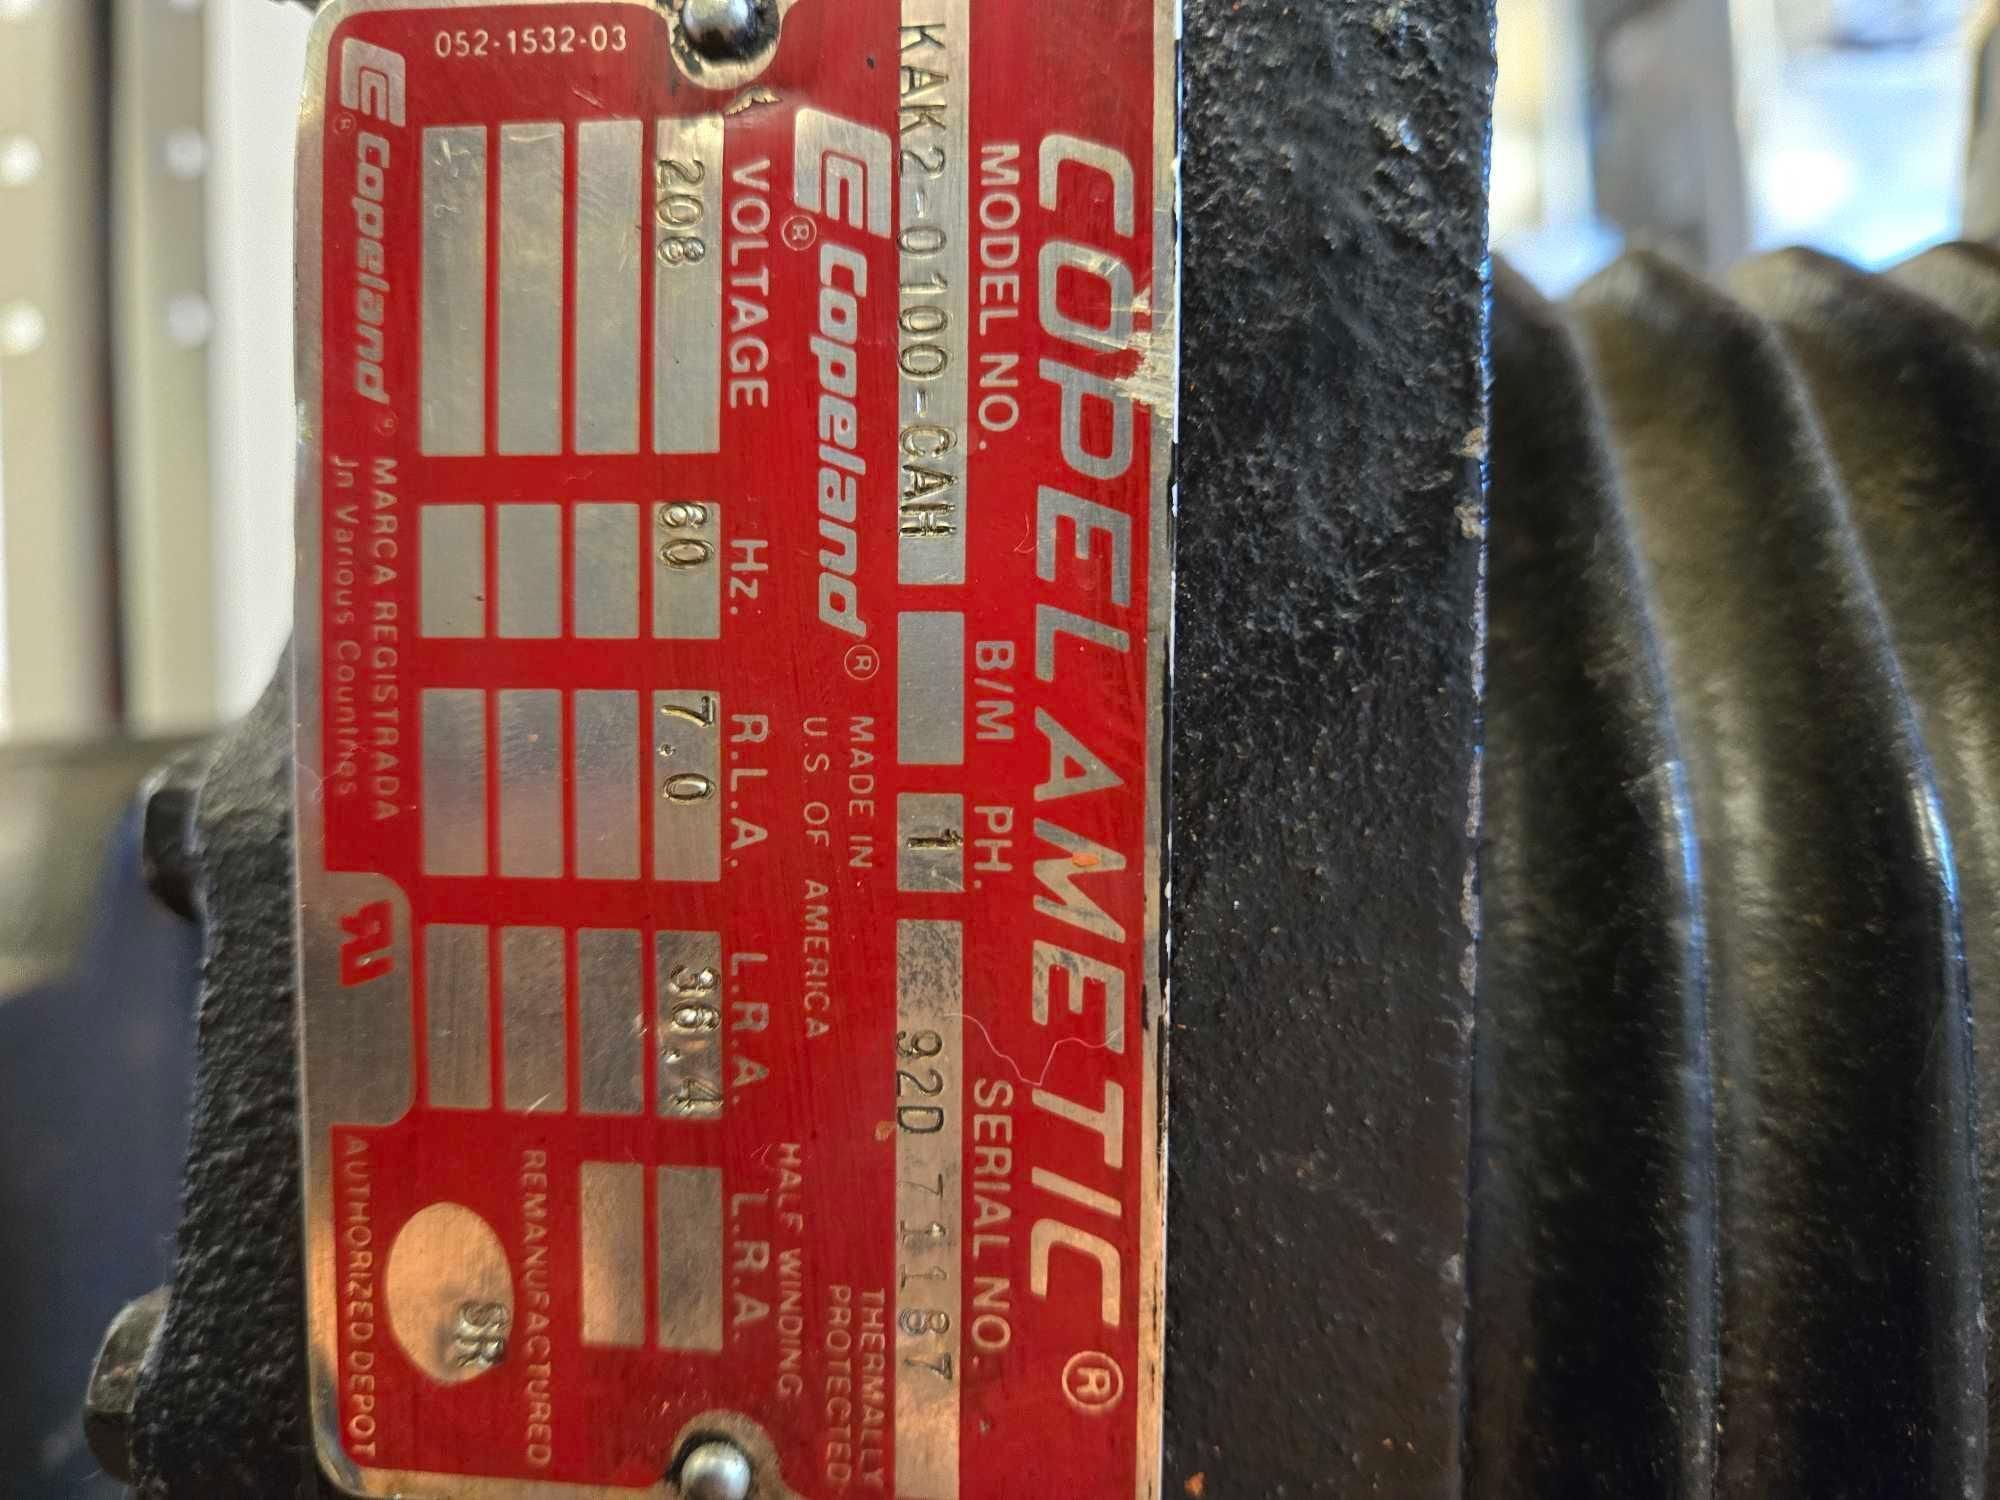 COPELAMETIC®
MODEL NO. B/M PH. SERIAL NO.
KAK2-0100-CAH 1 92D 71187
Copeland® MADE IN U.S. OF AMERICA
THERMALLY PROTECTED
HALF WINDING
VOLTAGE Hz. R.L.A. L.R.A. L.R.A.
208 60 7.0 36.4
REMANUFACTURED
SR
052-1532-03
Copeland® MARCA REGISTRADA
In Various Countries
AUTHORIZED DEPOT